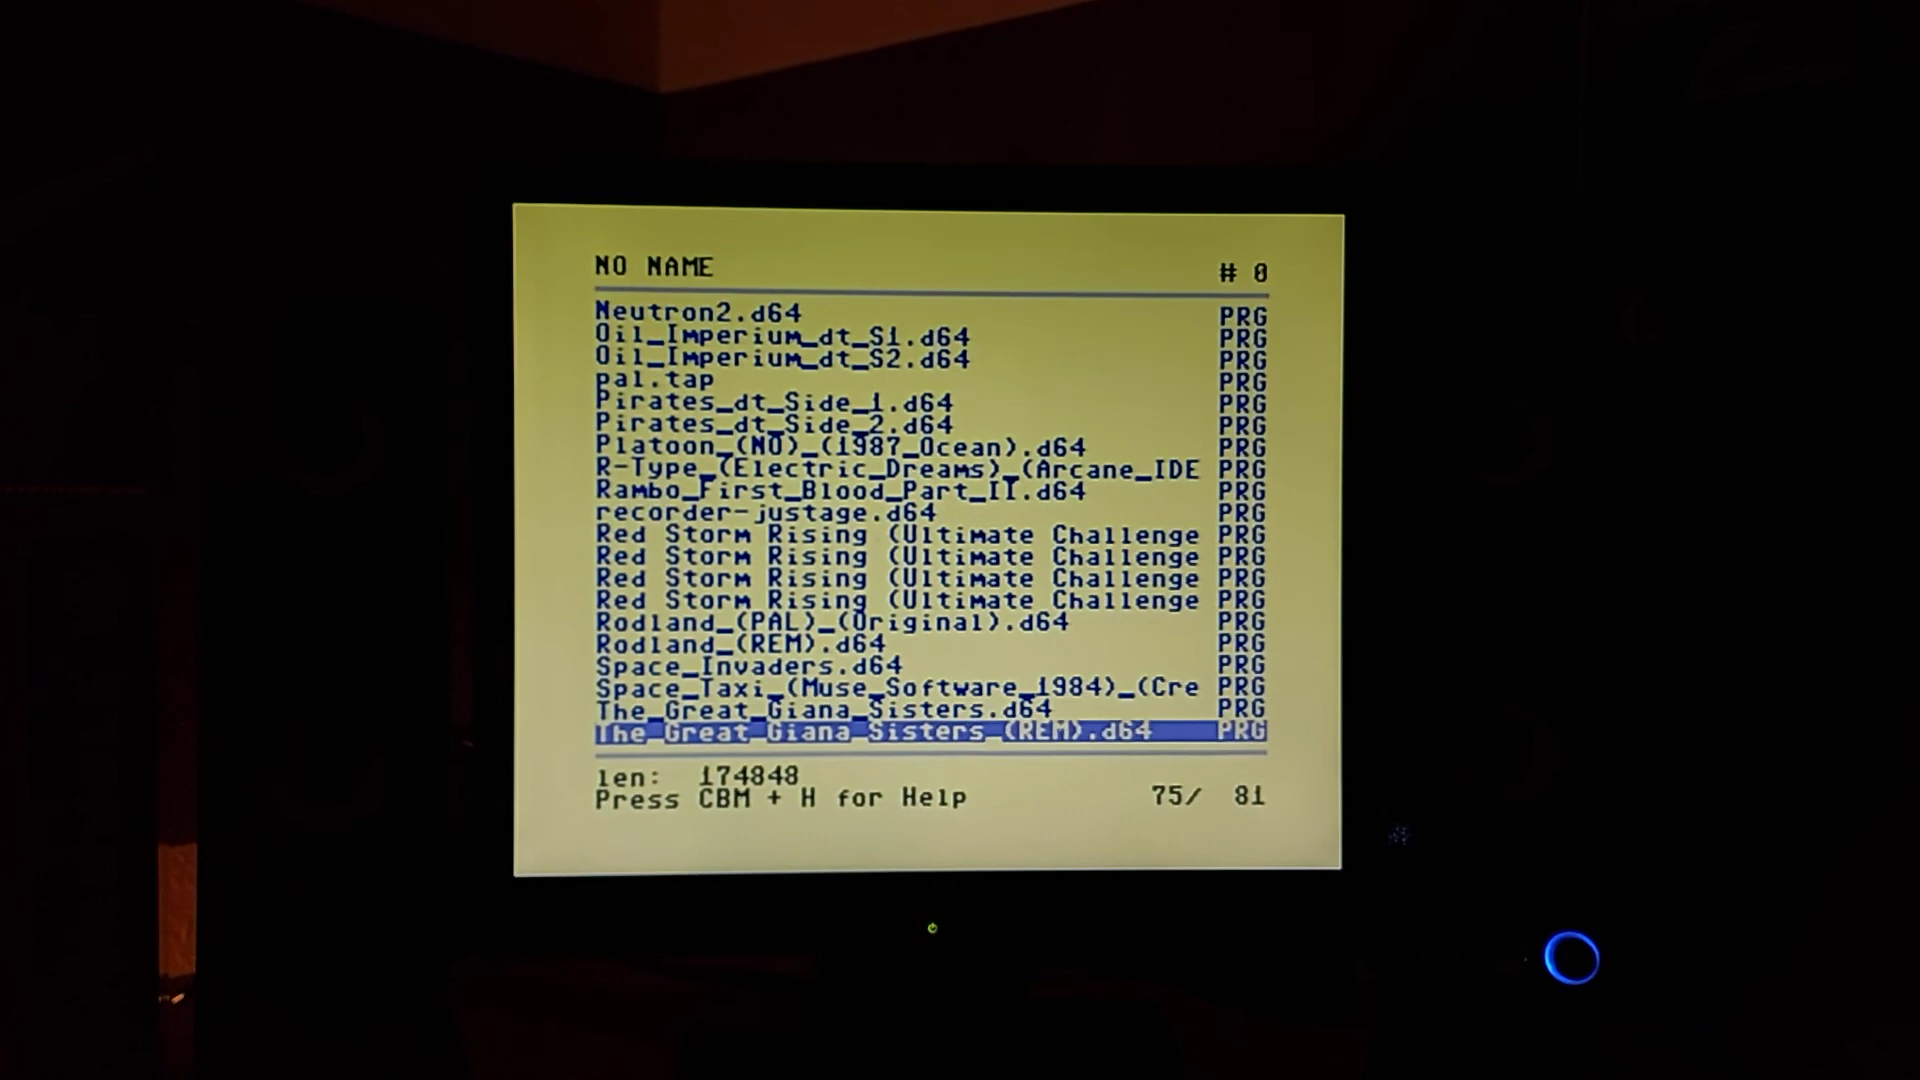 NO NAME # 0
Neutron2.d64 PRG
Oil_Imperium_dt_S1.d64 PRG
Oil_Imperium_dt_S2.d64 PRG
pal.tap PRG
Pirates_dt_Side_1.d64 PRG
Pirates_dt_Side_2.d64 PRG
Platoon_(NO)_(1987_Ocean).d64 PRG
R-Type_(Electric_Dreams)_(Arcane_IDE PRG
Rambo_First_Blood_Part_II.d64 PRG
recorder-justage.d64 PRG
Red Storm Rising (Ultimate Challenge PRG
Red Storm Rising (Ultimate Challenge PRG
Red Storm Rising (Ultimate Challenge PRG
Red Storm Rising (Ultimate Challenge PRG
Rodland_(PAL)_(Original).d64 PRG
Rodland_(REM).d64 PRG
Space_Invaders.d64 PRG
Space_Taxi_(Muse_Software_1984)_(Cre PRG
The_Great_Giana_Sisters.d64 PRG
The_Great_Giana_Sisters_(REM).d64 PRG
len: 174848
Press CBM + H for Help 75/ 81